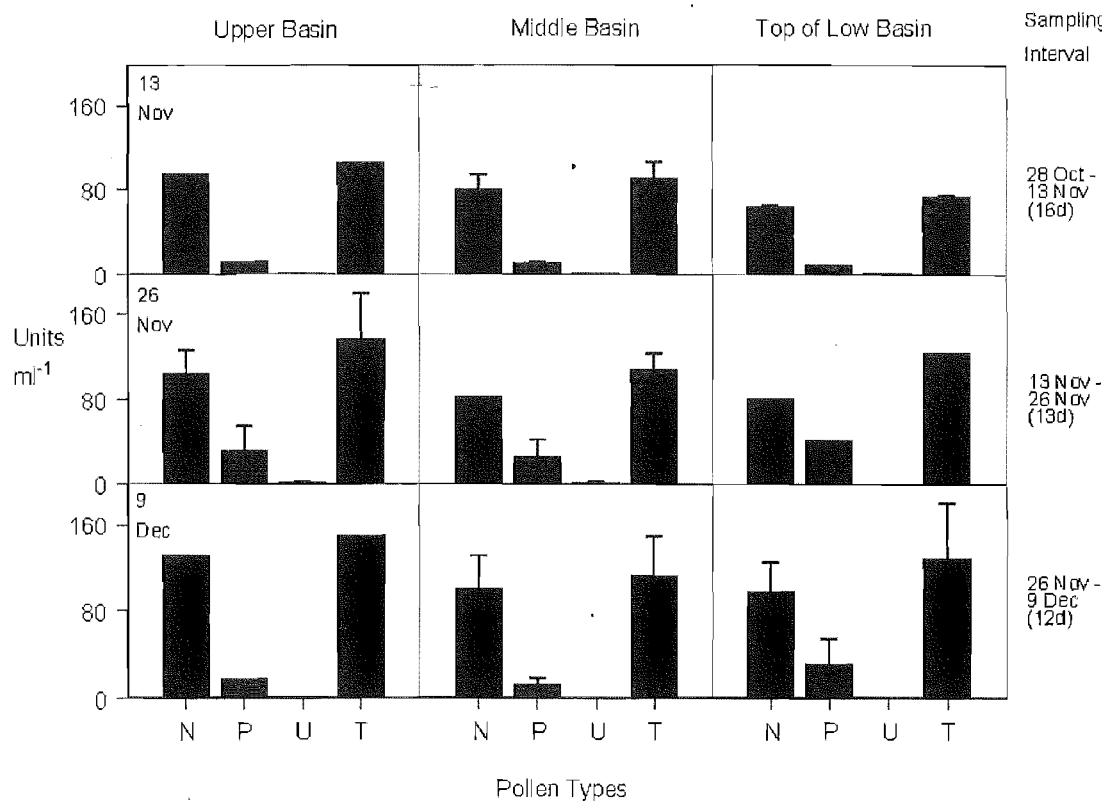 Upper Basin Middle Basin Top of Low Basin
Sampling
Interval
13
Nov
160
80
0
28 Oct -
13 Nov
(16d)
26
Nov
160
80
0
Units
ml-1
13 Nov -
26 Nov
(13d)
9
Dec
160
80
0
26 Nov -
9 Dec
(12d)
N P U T N P U T N P U T
Pollen Types